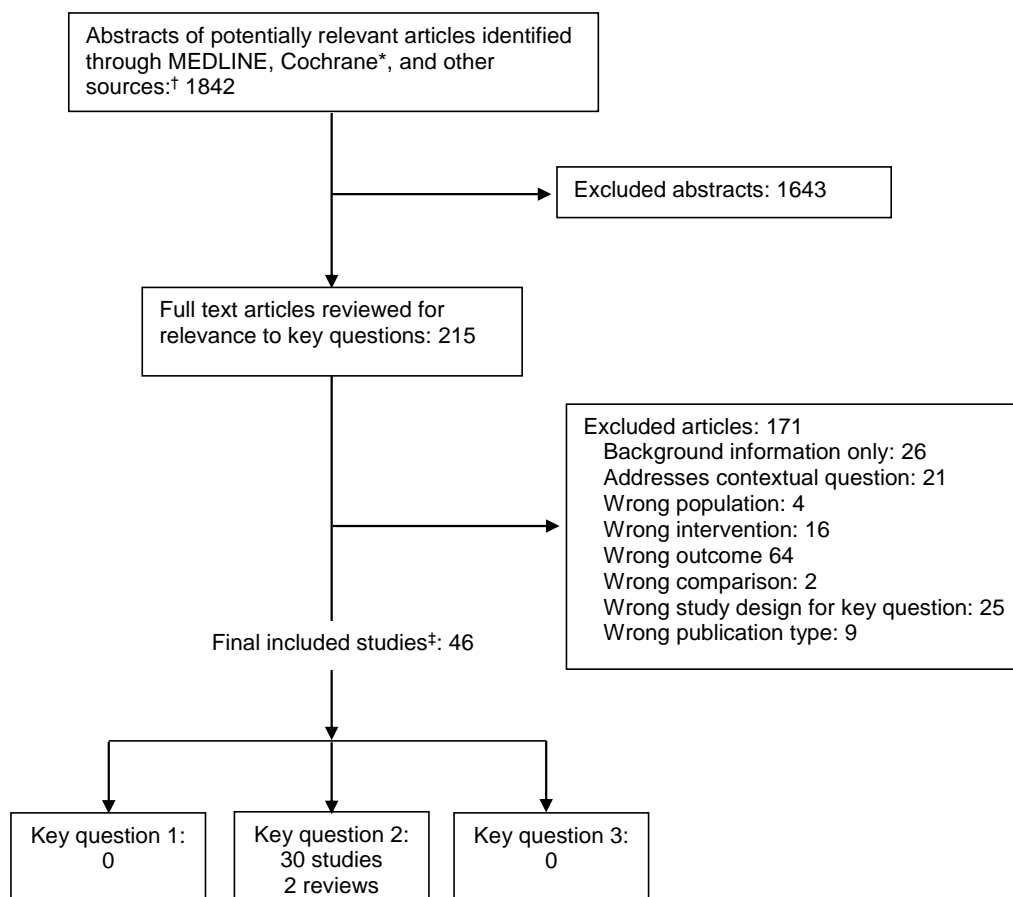 Abstracts of potentially relevant articles identified
through MEDLINE, Cochrane*, and other
sources:† 1842
Excluded abstracts: 1643
Full text articles reviewed for
relevance to key questions: 215
Excluded articles: 171
Background information only: 26
Addresses contextual question: 21
Wrong population: 4
Wrong intervention: 16
Wrong outcome 64
Wrong comparison: 2
Wrong study design for key question: 25
Wrong publication type: 9
Final included studies‡: 46
Key question 1:
0
Key question 2:
30 studies
2 reviews
Key question 3:
0